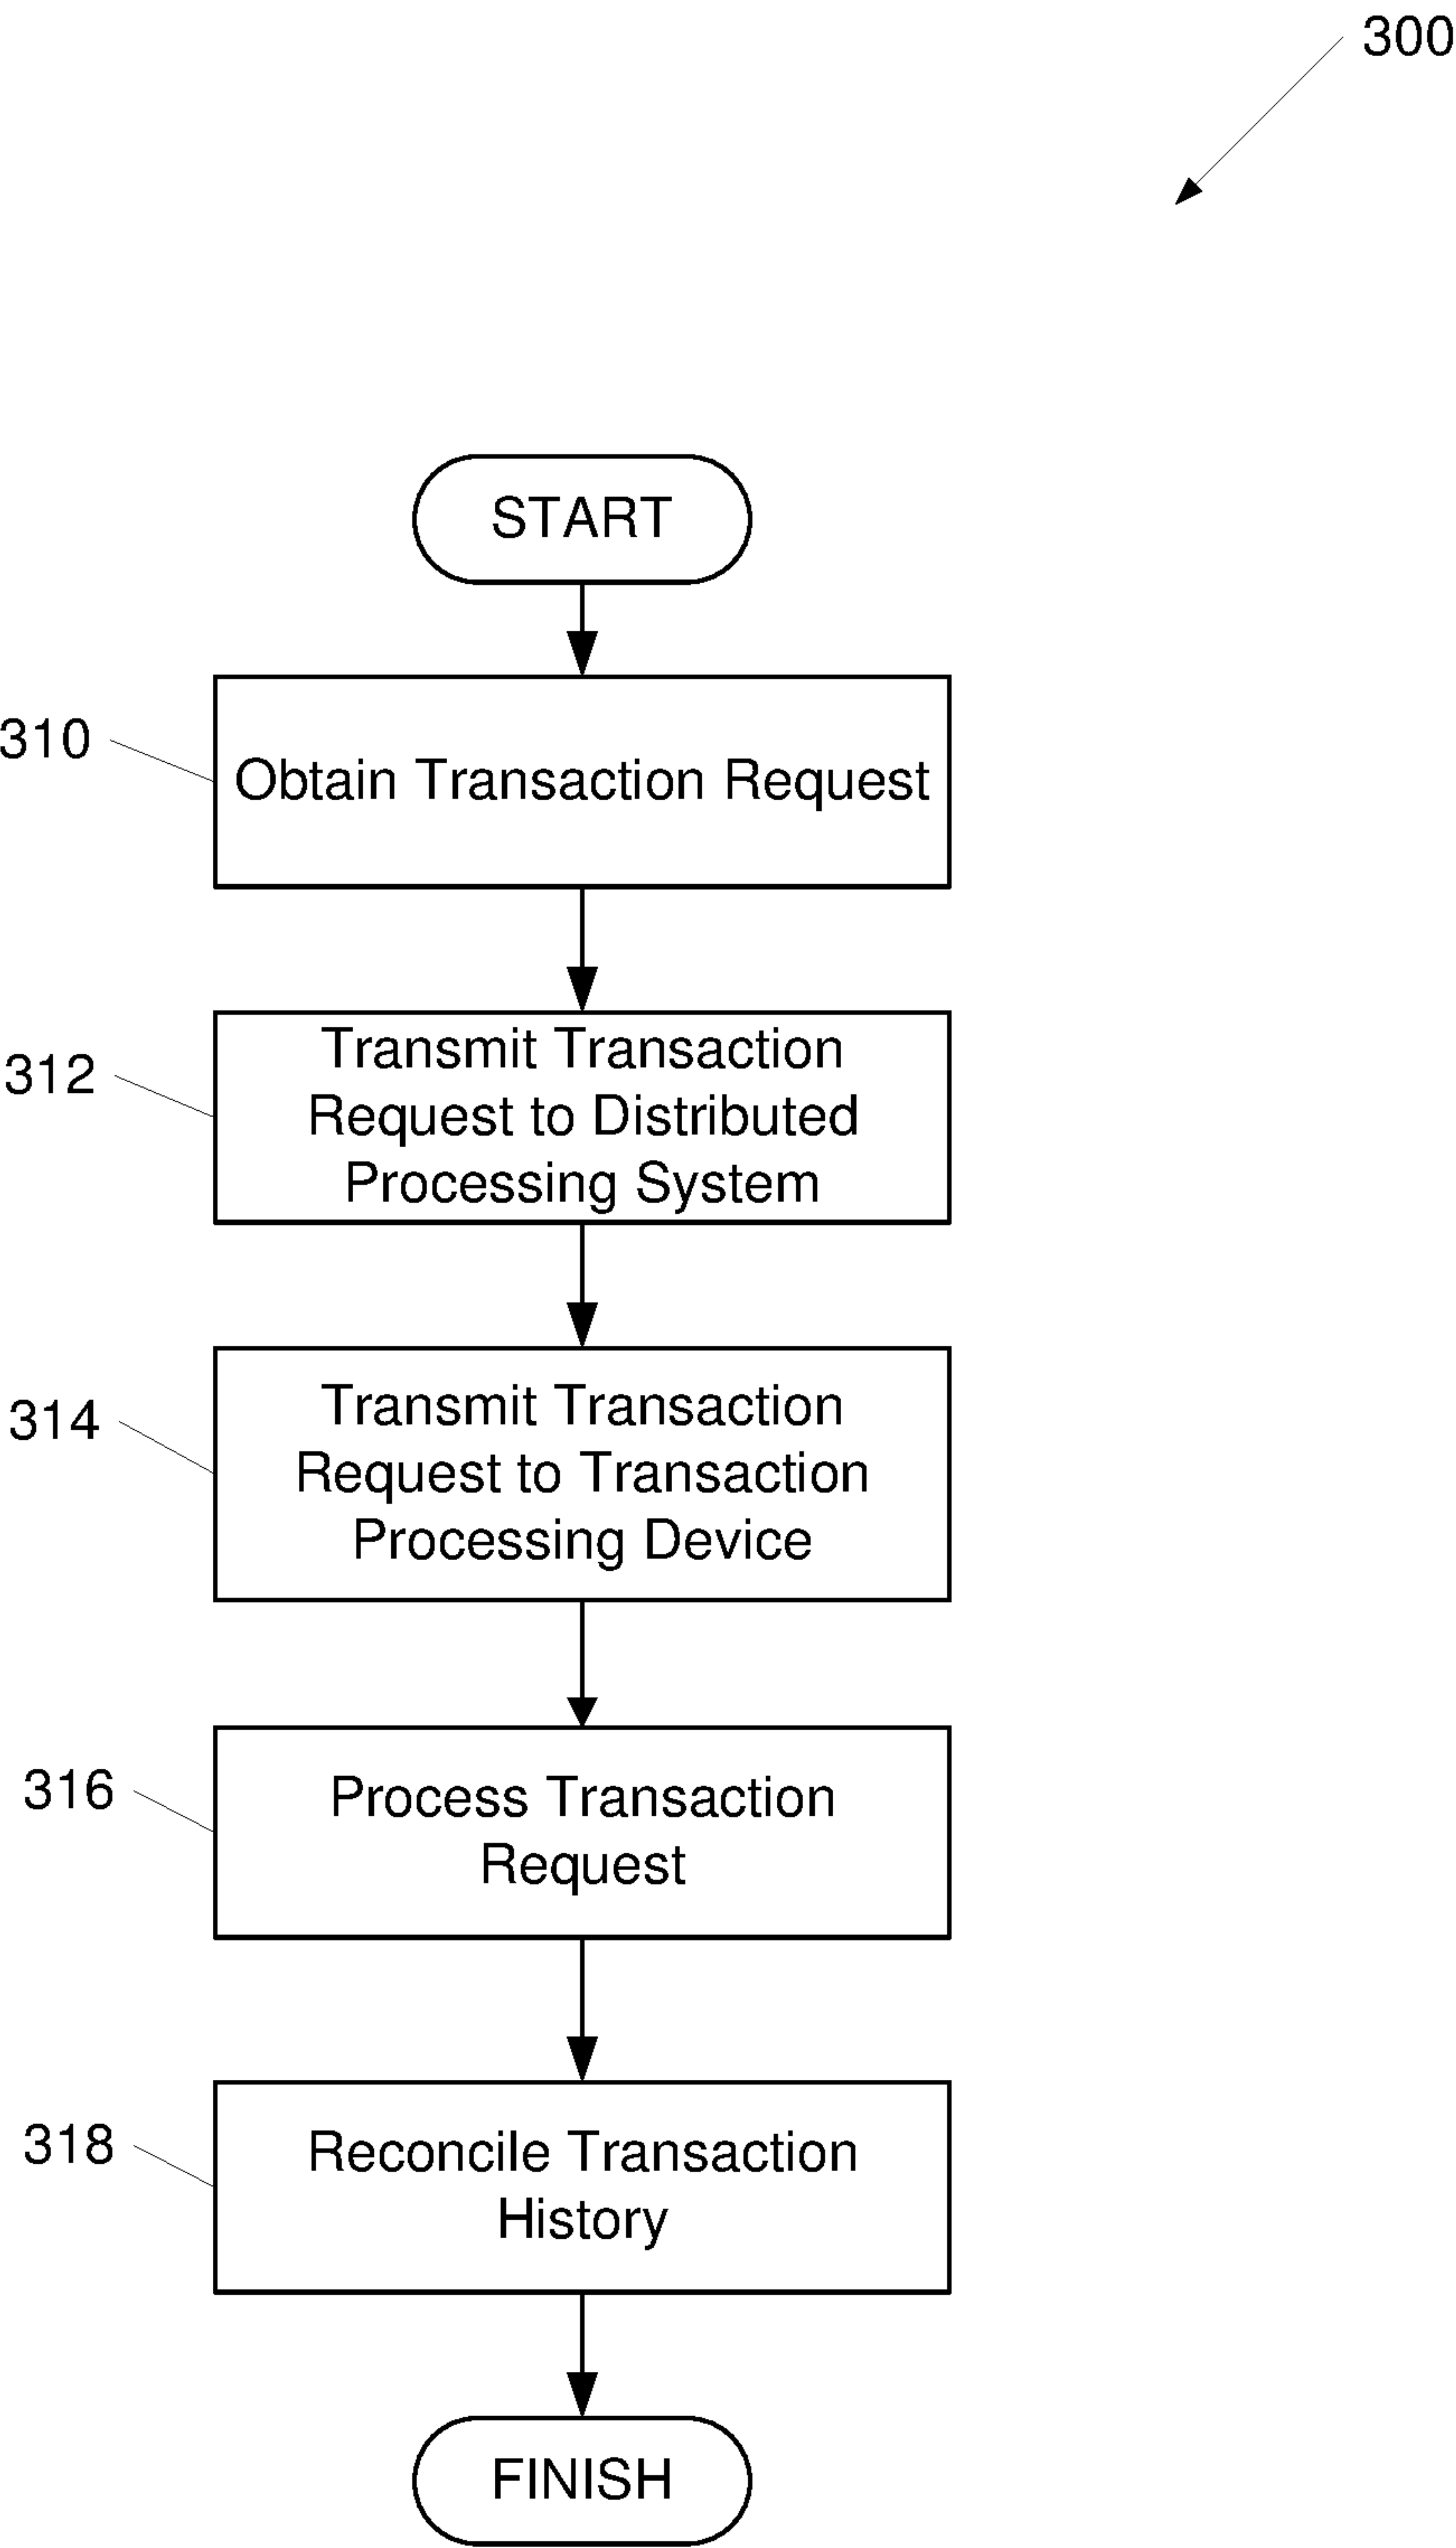 300
START
310
Obtain Transaction Request
312
Transmit Transaction
Request to Distributed
Processing System
314
Transmit Transaction
Request to Transaction
Processing Device
316
Process Transaction
Request
318
Reconcile Transaction
History
FINISH